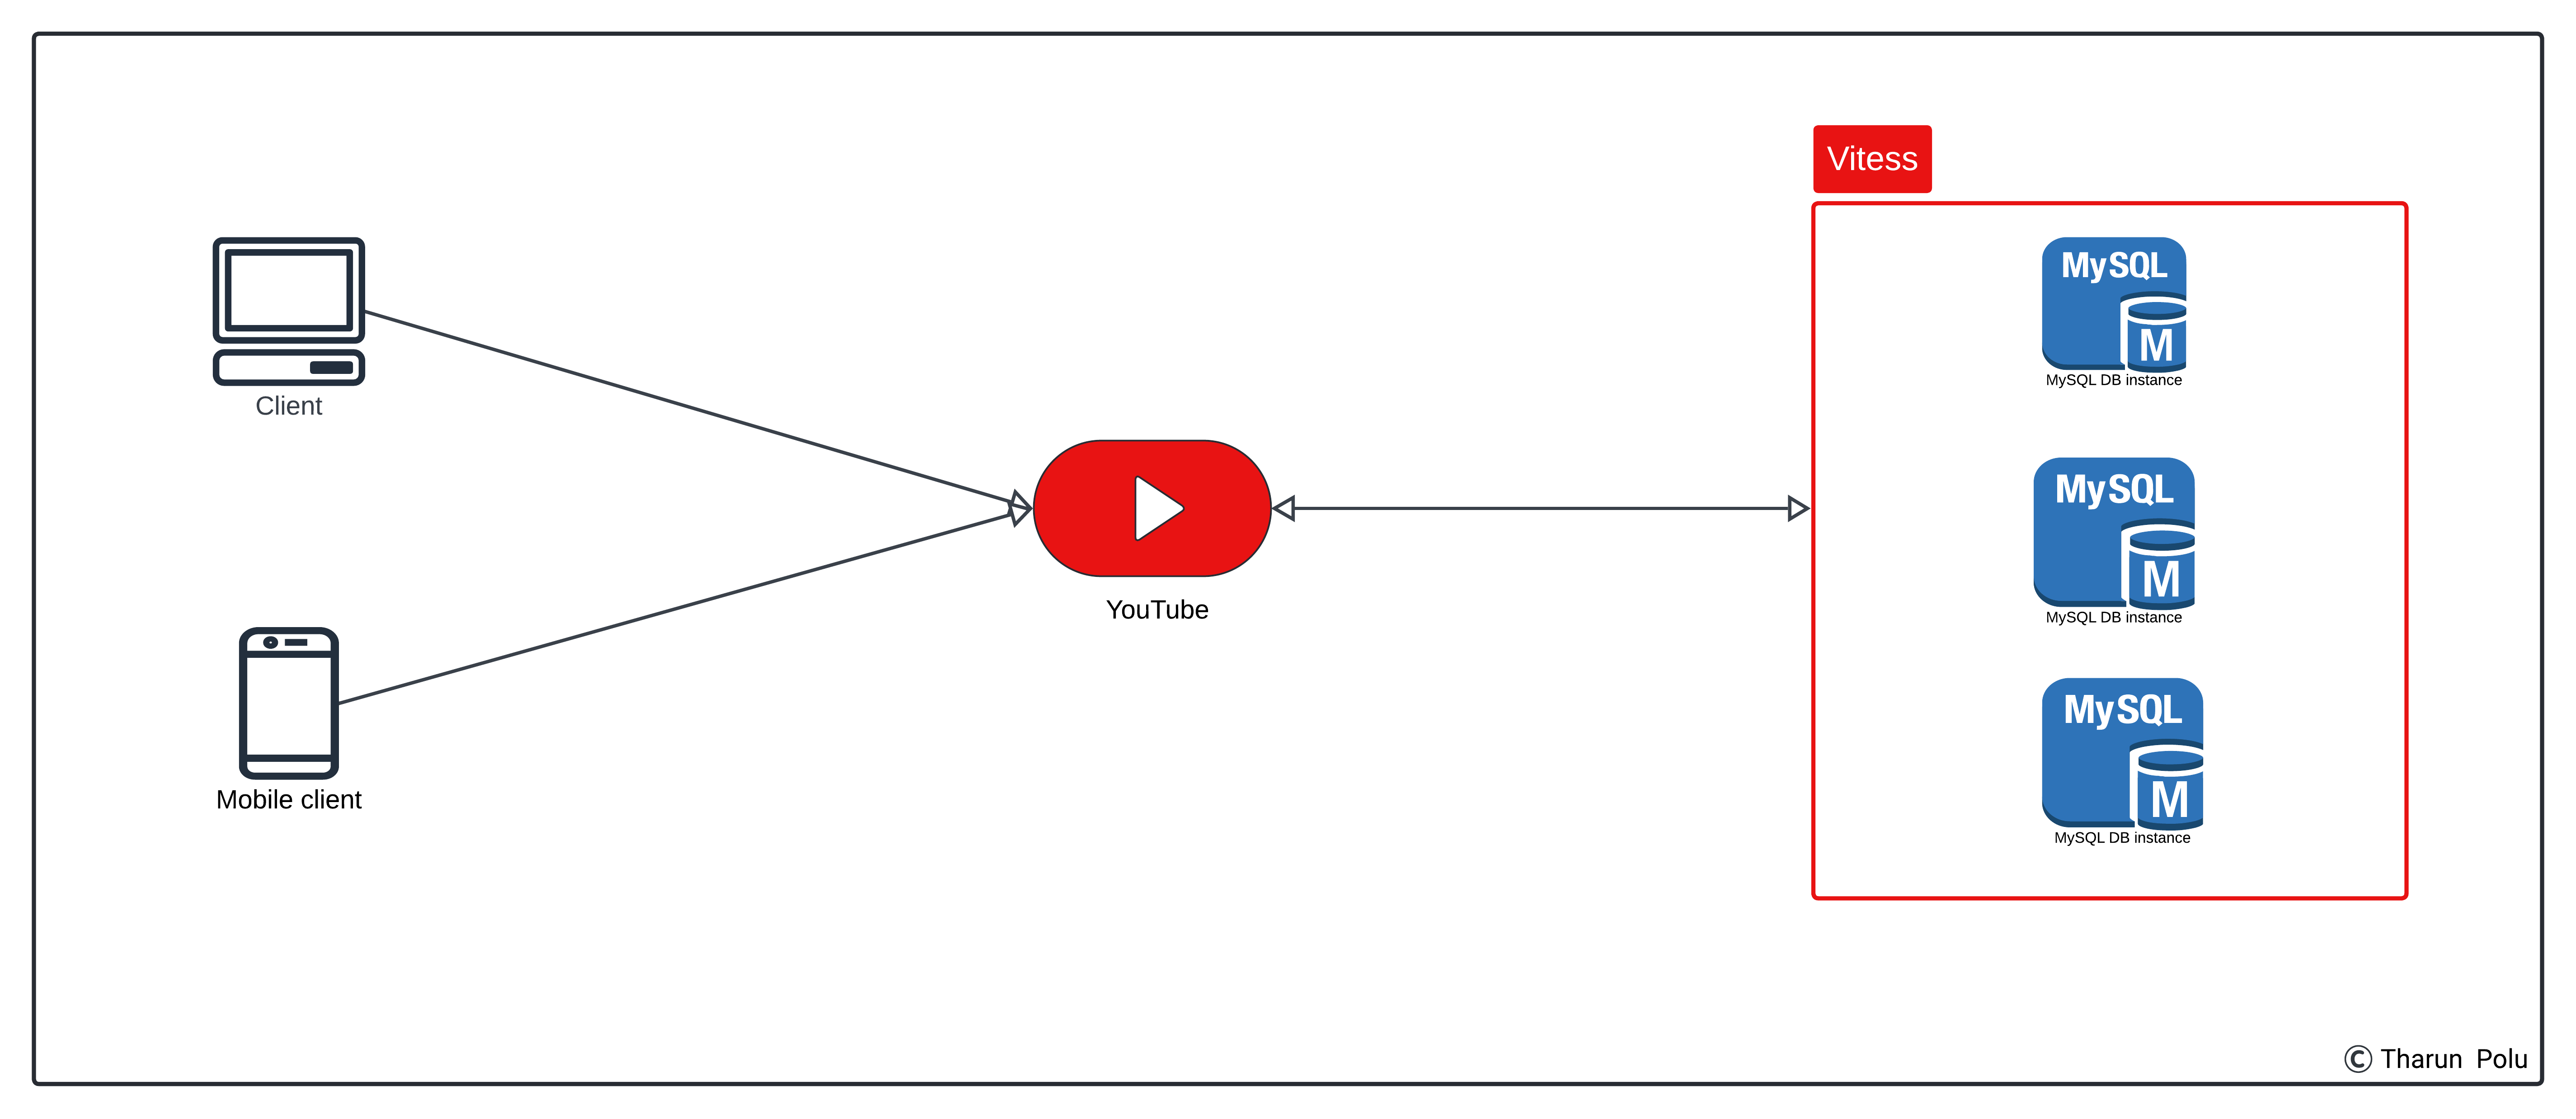 Vitess
MySQL
M
MySQL DB instance
Client
MySQL
M
MySQL DB instance
YouTube
MySQL
M
MySQL DB instance
Mobile client
© Tharun Polu